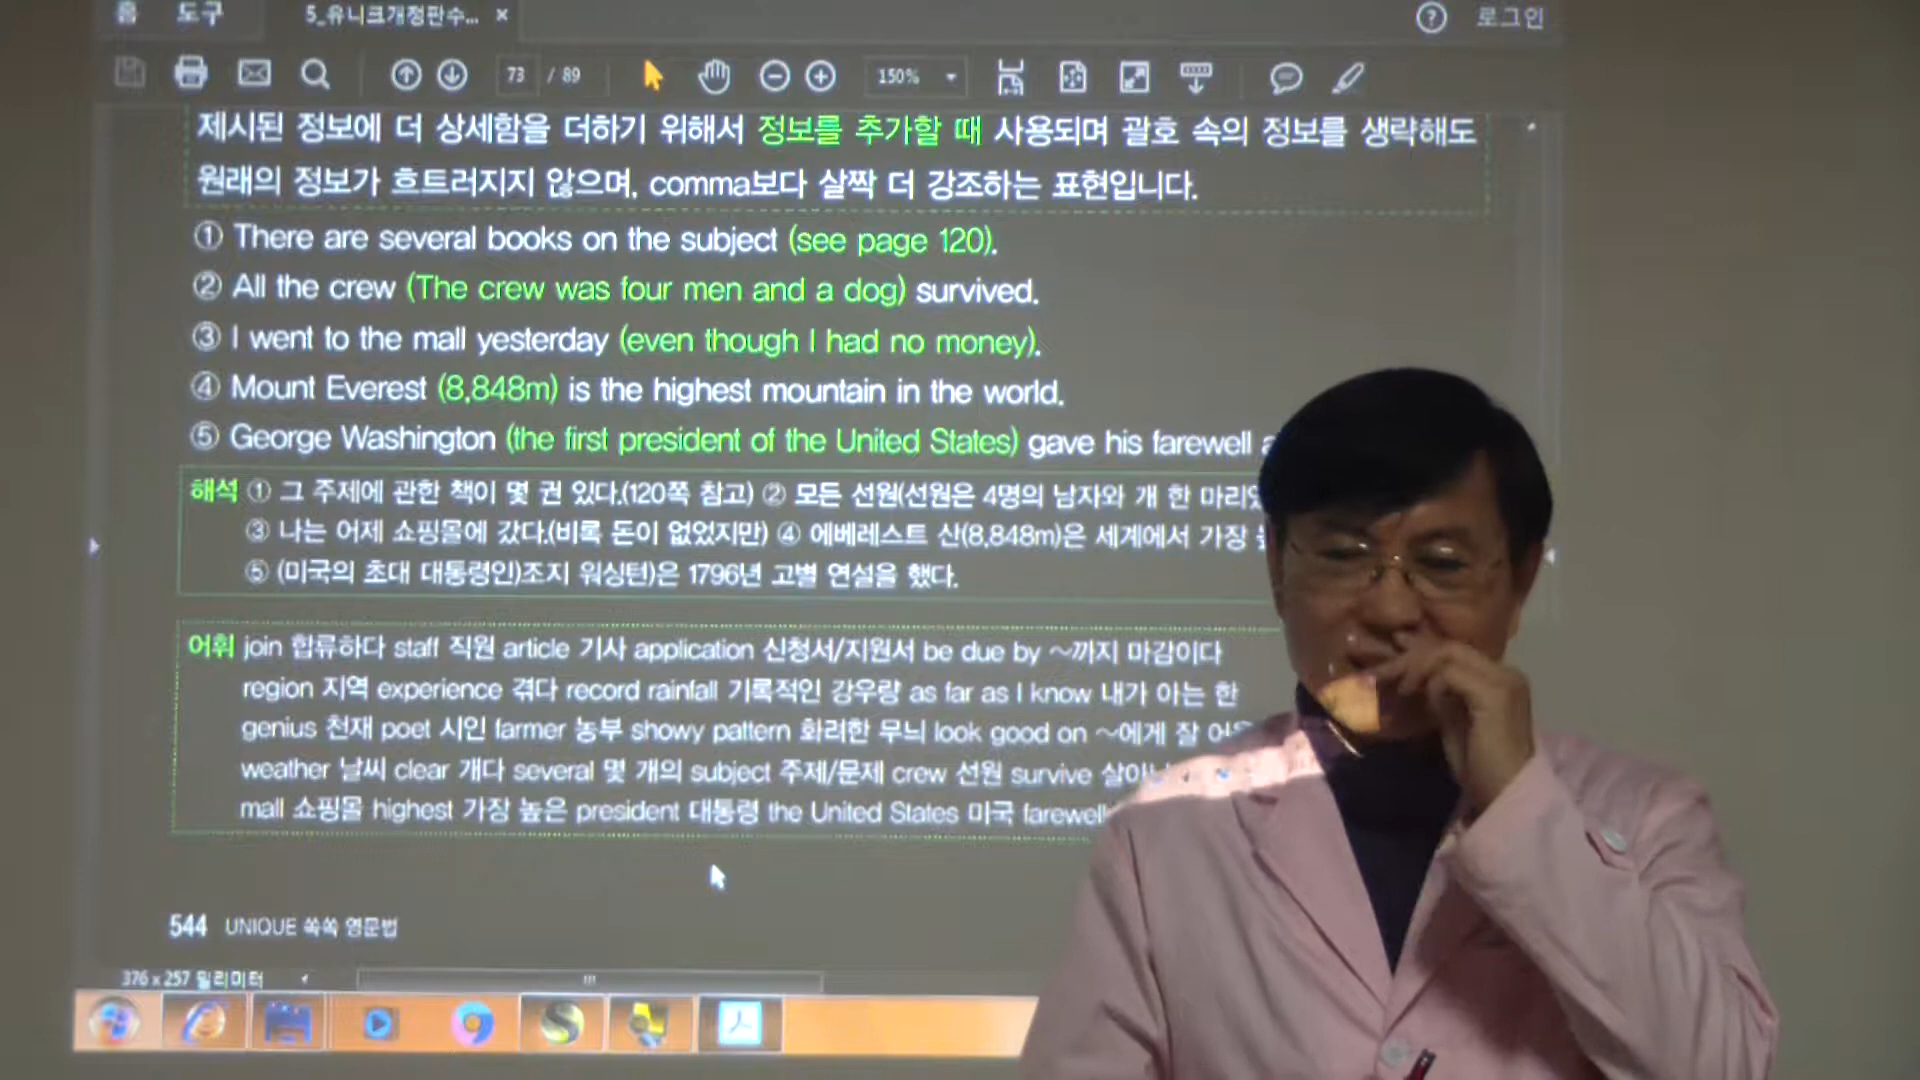 홈 도구 5_유니크개정판수... × ? 로그인
73 / 89 150%
제시된 정보에 더 상세함을 더하기 위해서 정보를 추가할 때 사용되며 괄호 속의 정보를 생략해도
원래의 정보가 흐트러지지 않으며, comma보다 살짝 더 강조하는 표현입니다.
① There are several books on the subject (see page 120).
② All the crew (The crew was four men and a dog) survived.
③ I went to the mall yesterday (even though I had no money).
④ Mount Everest (8,848m) is the highest mountain in the world.
⑤ George Washington (the first president of the United States) gave his farewell
해석 ① 그 주제에 관한 책이 몇 권 있다.(120쪽 참고) ② 모든 선원(선원은 4명의 남자와 개 한
③ 나는 어제 쇼핑몰에 갔다.(비록 돈이 없었지만) ④ 에베레스트 산(8,848m)은 세계에서 가장
⑤ (미국의 초대 대통령인)조지 워싱턴)은 1796년 고별 연설을 했다.
어휘 join 합류하다 staff 직원 article 기사 application 신청서/지원서 be due by ～까지 마감이다
region 지역 experience 겪다 record rainfall 기록적인 강우량 as far as I know 내가 아는 한
genius 천재 poet 시인 farmer 농부 showy pattern 화려한 무늬 look good on ～에게 잘
weather 날씨 clear 개다 several 몇 개의 subject 주제/문제 crew 선원 survive
mall 쇼핑몰 highest 가장 높은 president 대통령 the United States 미국 farewell
544 UNIQUE 쏙쏙 영문법
376 x 257 밀리미터